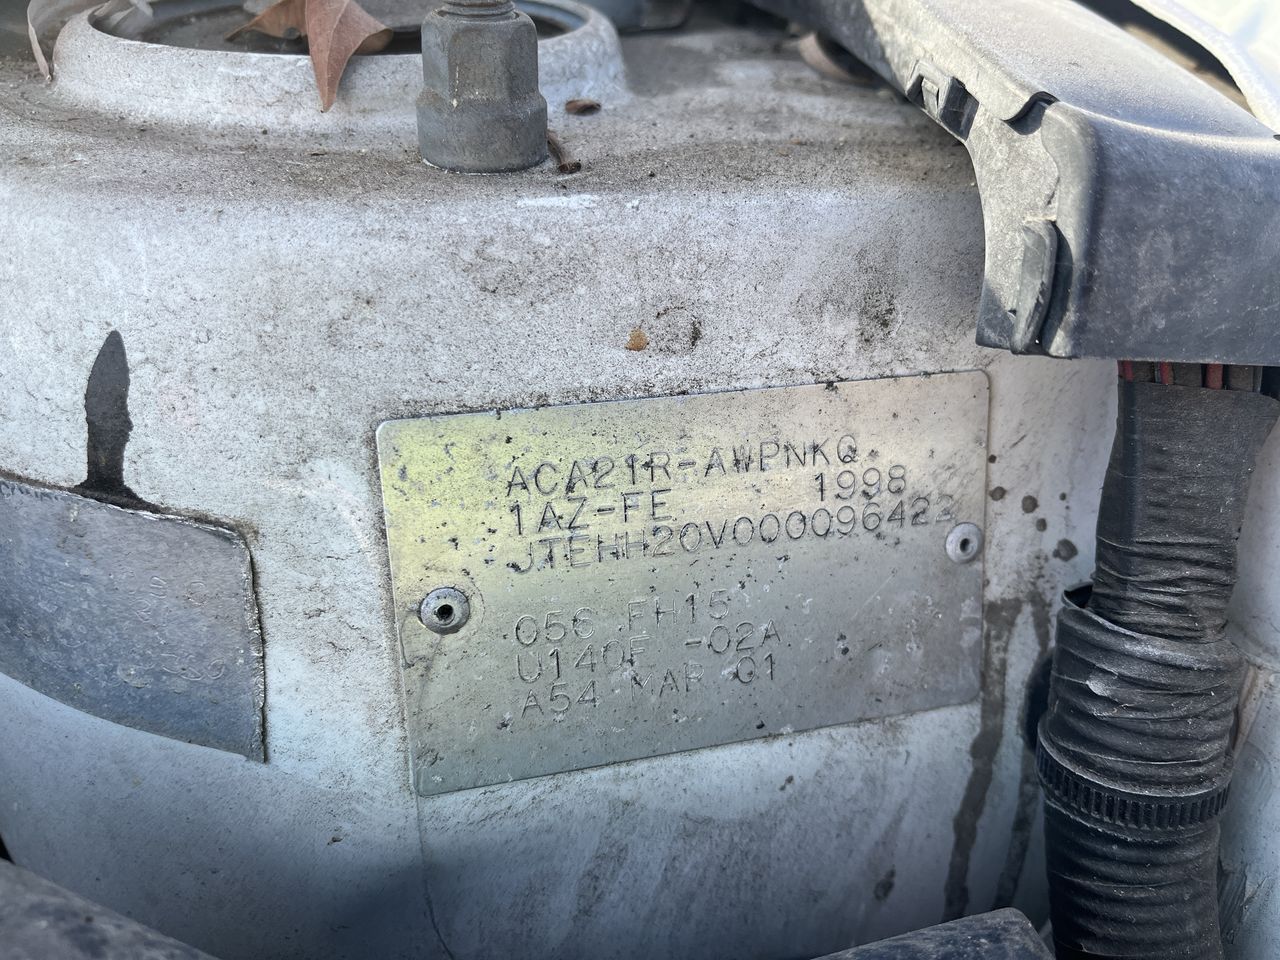 ACA21R-AWPNKQ
1AZ-FE 1998
JTEHH20V000096422
056 FH15
U140F -02A
A54 MAR 01